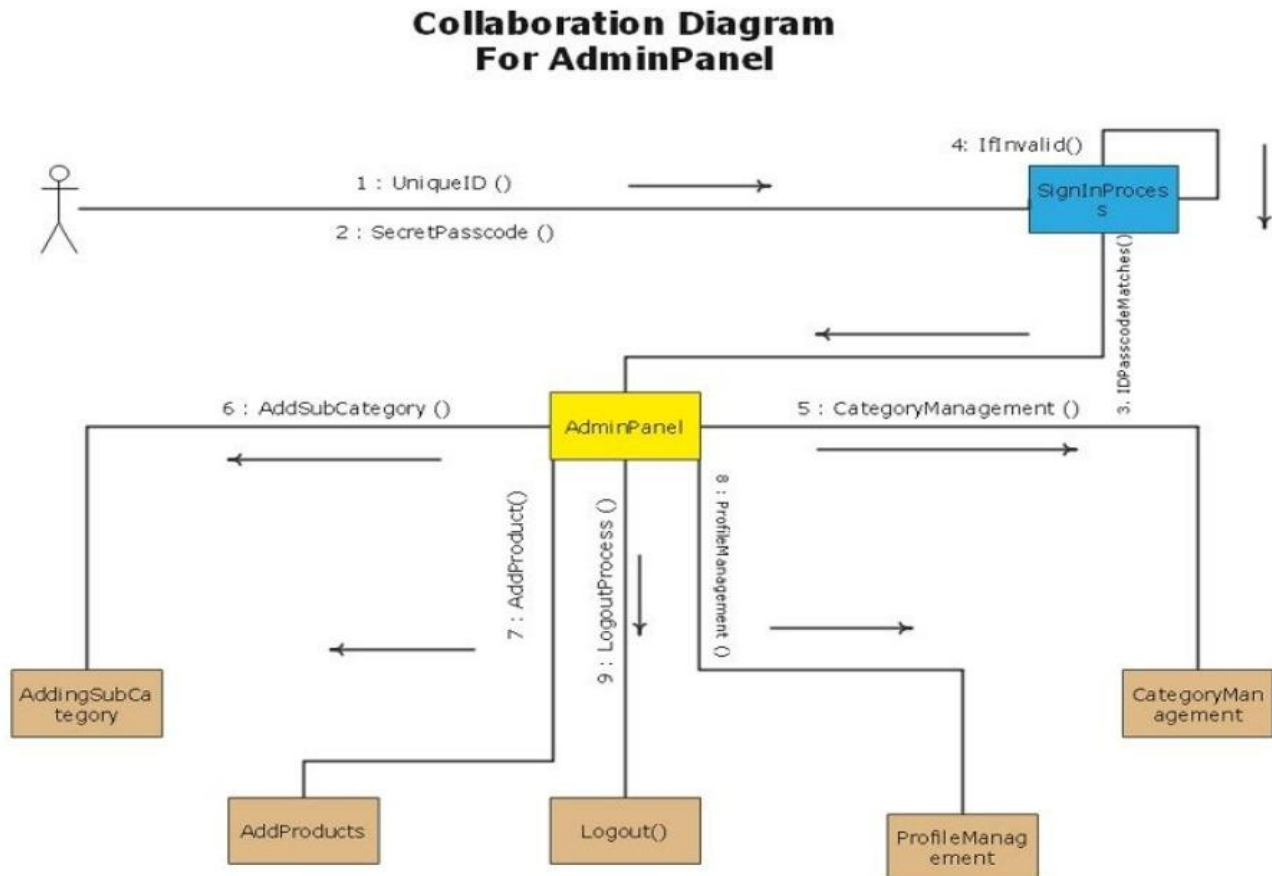 Collaboration Diagram
For AdminPanel
4: IfInvalid()
1 : UniqueID ()
SignInProces
s
2 : SecretPasscode ()
3. IDPasscodeMatches()
6 : AddSubCategory ()
AdminPanel
5 : CategoryManagement ()
7 : AddProduct()
9 : LogoutProcess ()
8 : ProfileManagement ()
AddingSubCa
tegory
CategoryMan
agement
AddProducts
Logout()
ProfileManag
ement